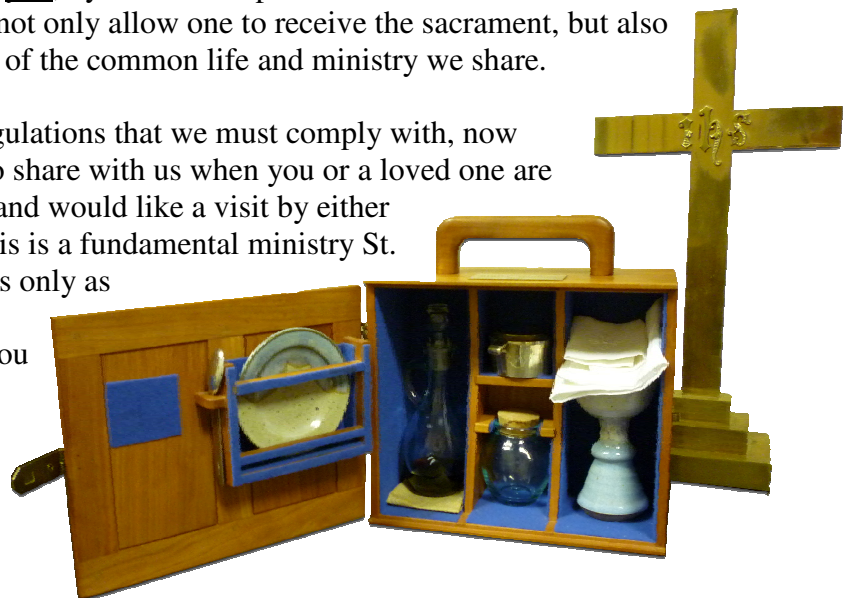 not only allow one to receive the sacrament, but also
of the common life and ministry we share.
gulations that we must comply with, now
o share with us when you or a loved one are
and would like a visit by either
is is a fundamental ministry St.
s only as
ou
IHS